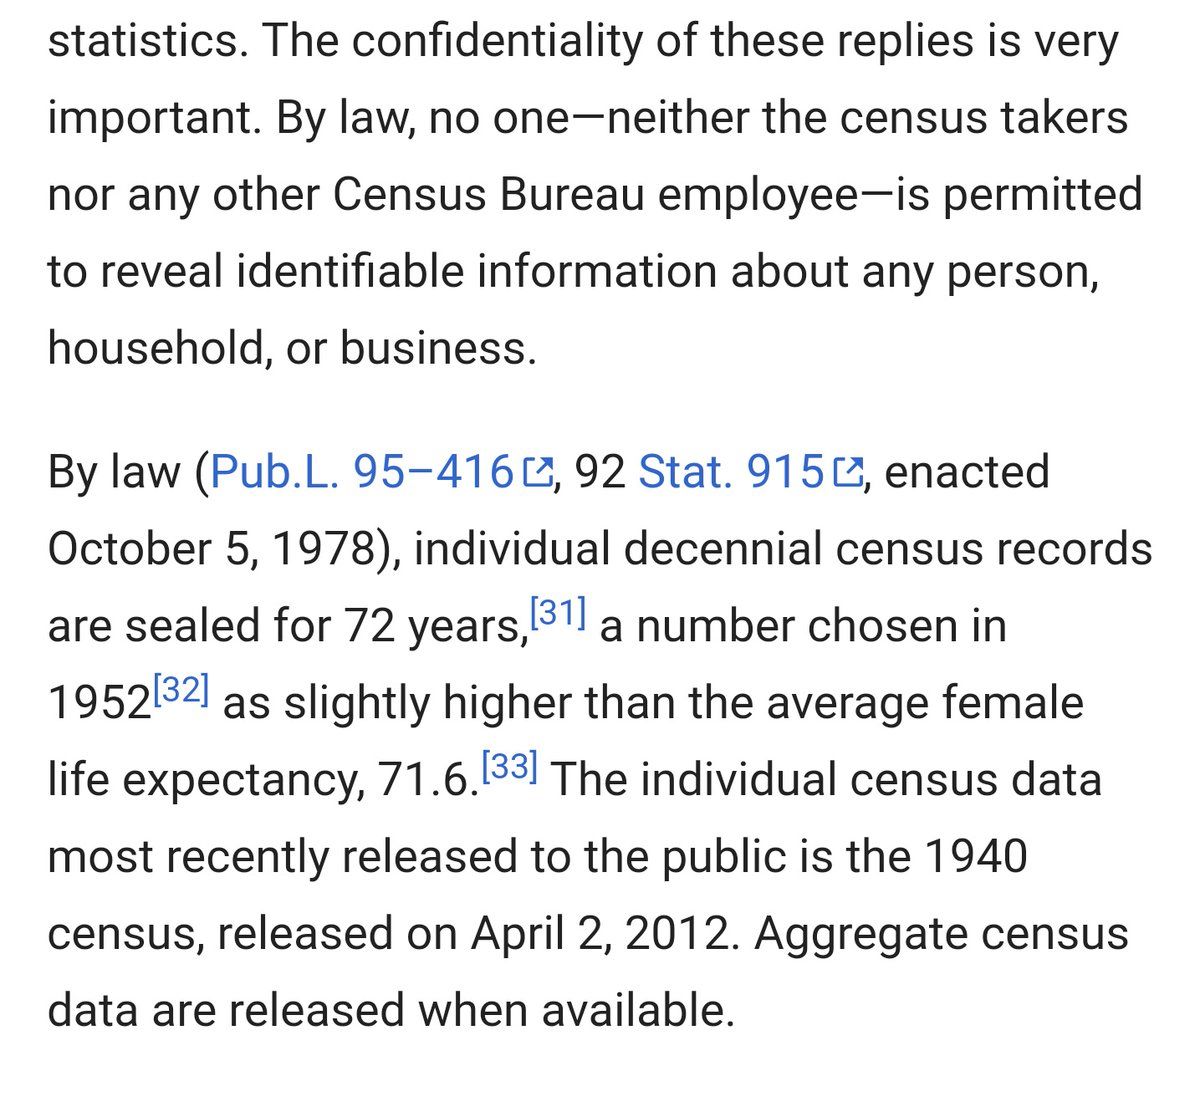 statistics. The confidentiality of these replies is very
important. By law, no one—neither the census takers
nor any other Census Bureau employee—is permitted
to reveal identifiable information about any person,
household, or business.
By law (Pub.L. 95–416, 92 Stat. 915, enacted
October 5, 1978), individual decennial census records
are sealed for 72 years,[31] a number chosen in
1952[32] as slightly higher than the average female
life expectancy, 71.6.[33] The individual census data
most recently released to the public is the 1940
census, released on April 2, 2012. Aggregate census
data are released when available.